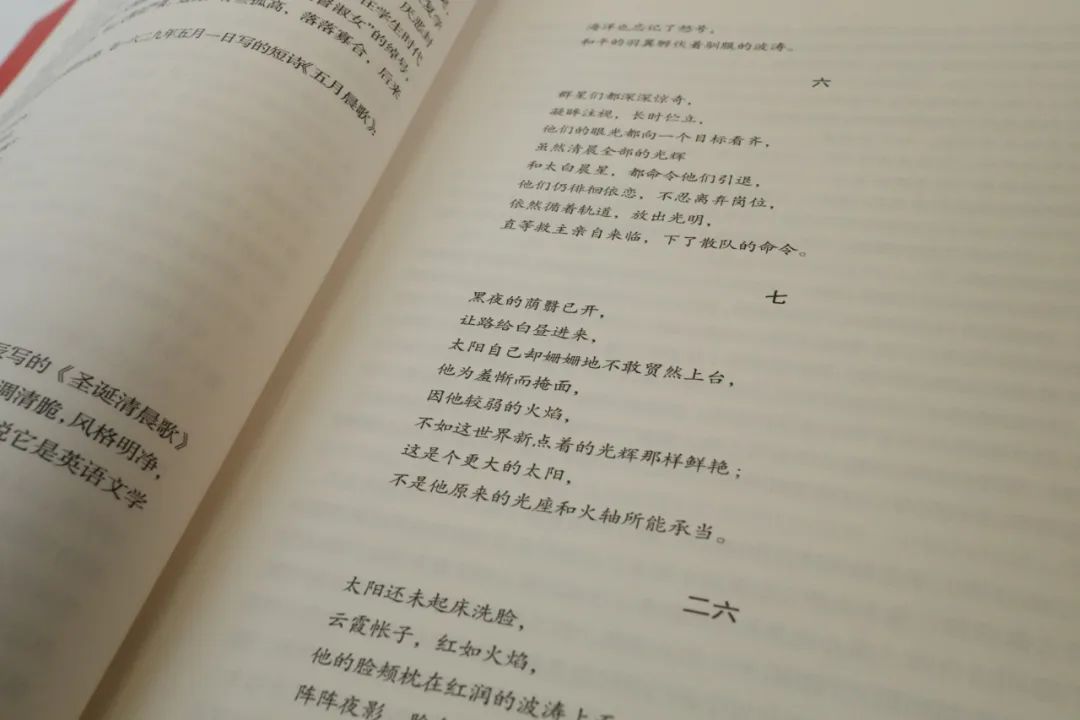 厌恶封
在学生时代
督淑女”的绰号,
孤高,落落寡合,后来
一六二九年五月一日写的短诗《五月晨歌》:
写的《圣诞清晨歌》
调清脆,风格明净,
说它是英语文学
海洋也忘记了怒号,
和平的羽翼孵伏着驯服的波涛。
六
群星们都深深惊奇,
凝眸注视,长时伫立,
他们的眼光都向一个目标看齐,
虽然清晨全部的光辉
和太白晨星,都命令他们引退,
他们仍徘徊依恋,不忍离弃岗位,
依然循着轨道,放出光明,
直等救主亲自来临,下了散队的命令。
七
黑夜的荫翳已开,
让路给白昼进来,
太阳自己却姗姗地不敢贸然上台,
他为羞惭而掩面,
因他较弱的火焰,
不如这世界新点着的光辉那样鲜艳;
这是个更大的太阳,
不是他原来的光座和火轴所能承当。
二六
太阳还未起床洗脸,
云霞帐子,红如火焰,
他的脸颊枕在红润的波涛上
阵阵夜影